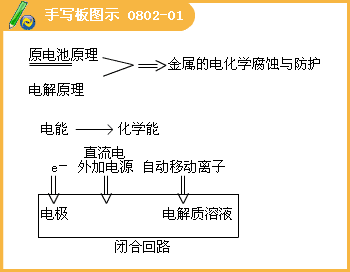 手写板图示 0802-01
原电池原理
金属的电化学腐蚀与防护
电解原理
电能 化学能
直流电
e- 外加电源 自动移动离子
电极 电解质溶液
闭合回路